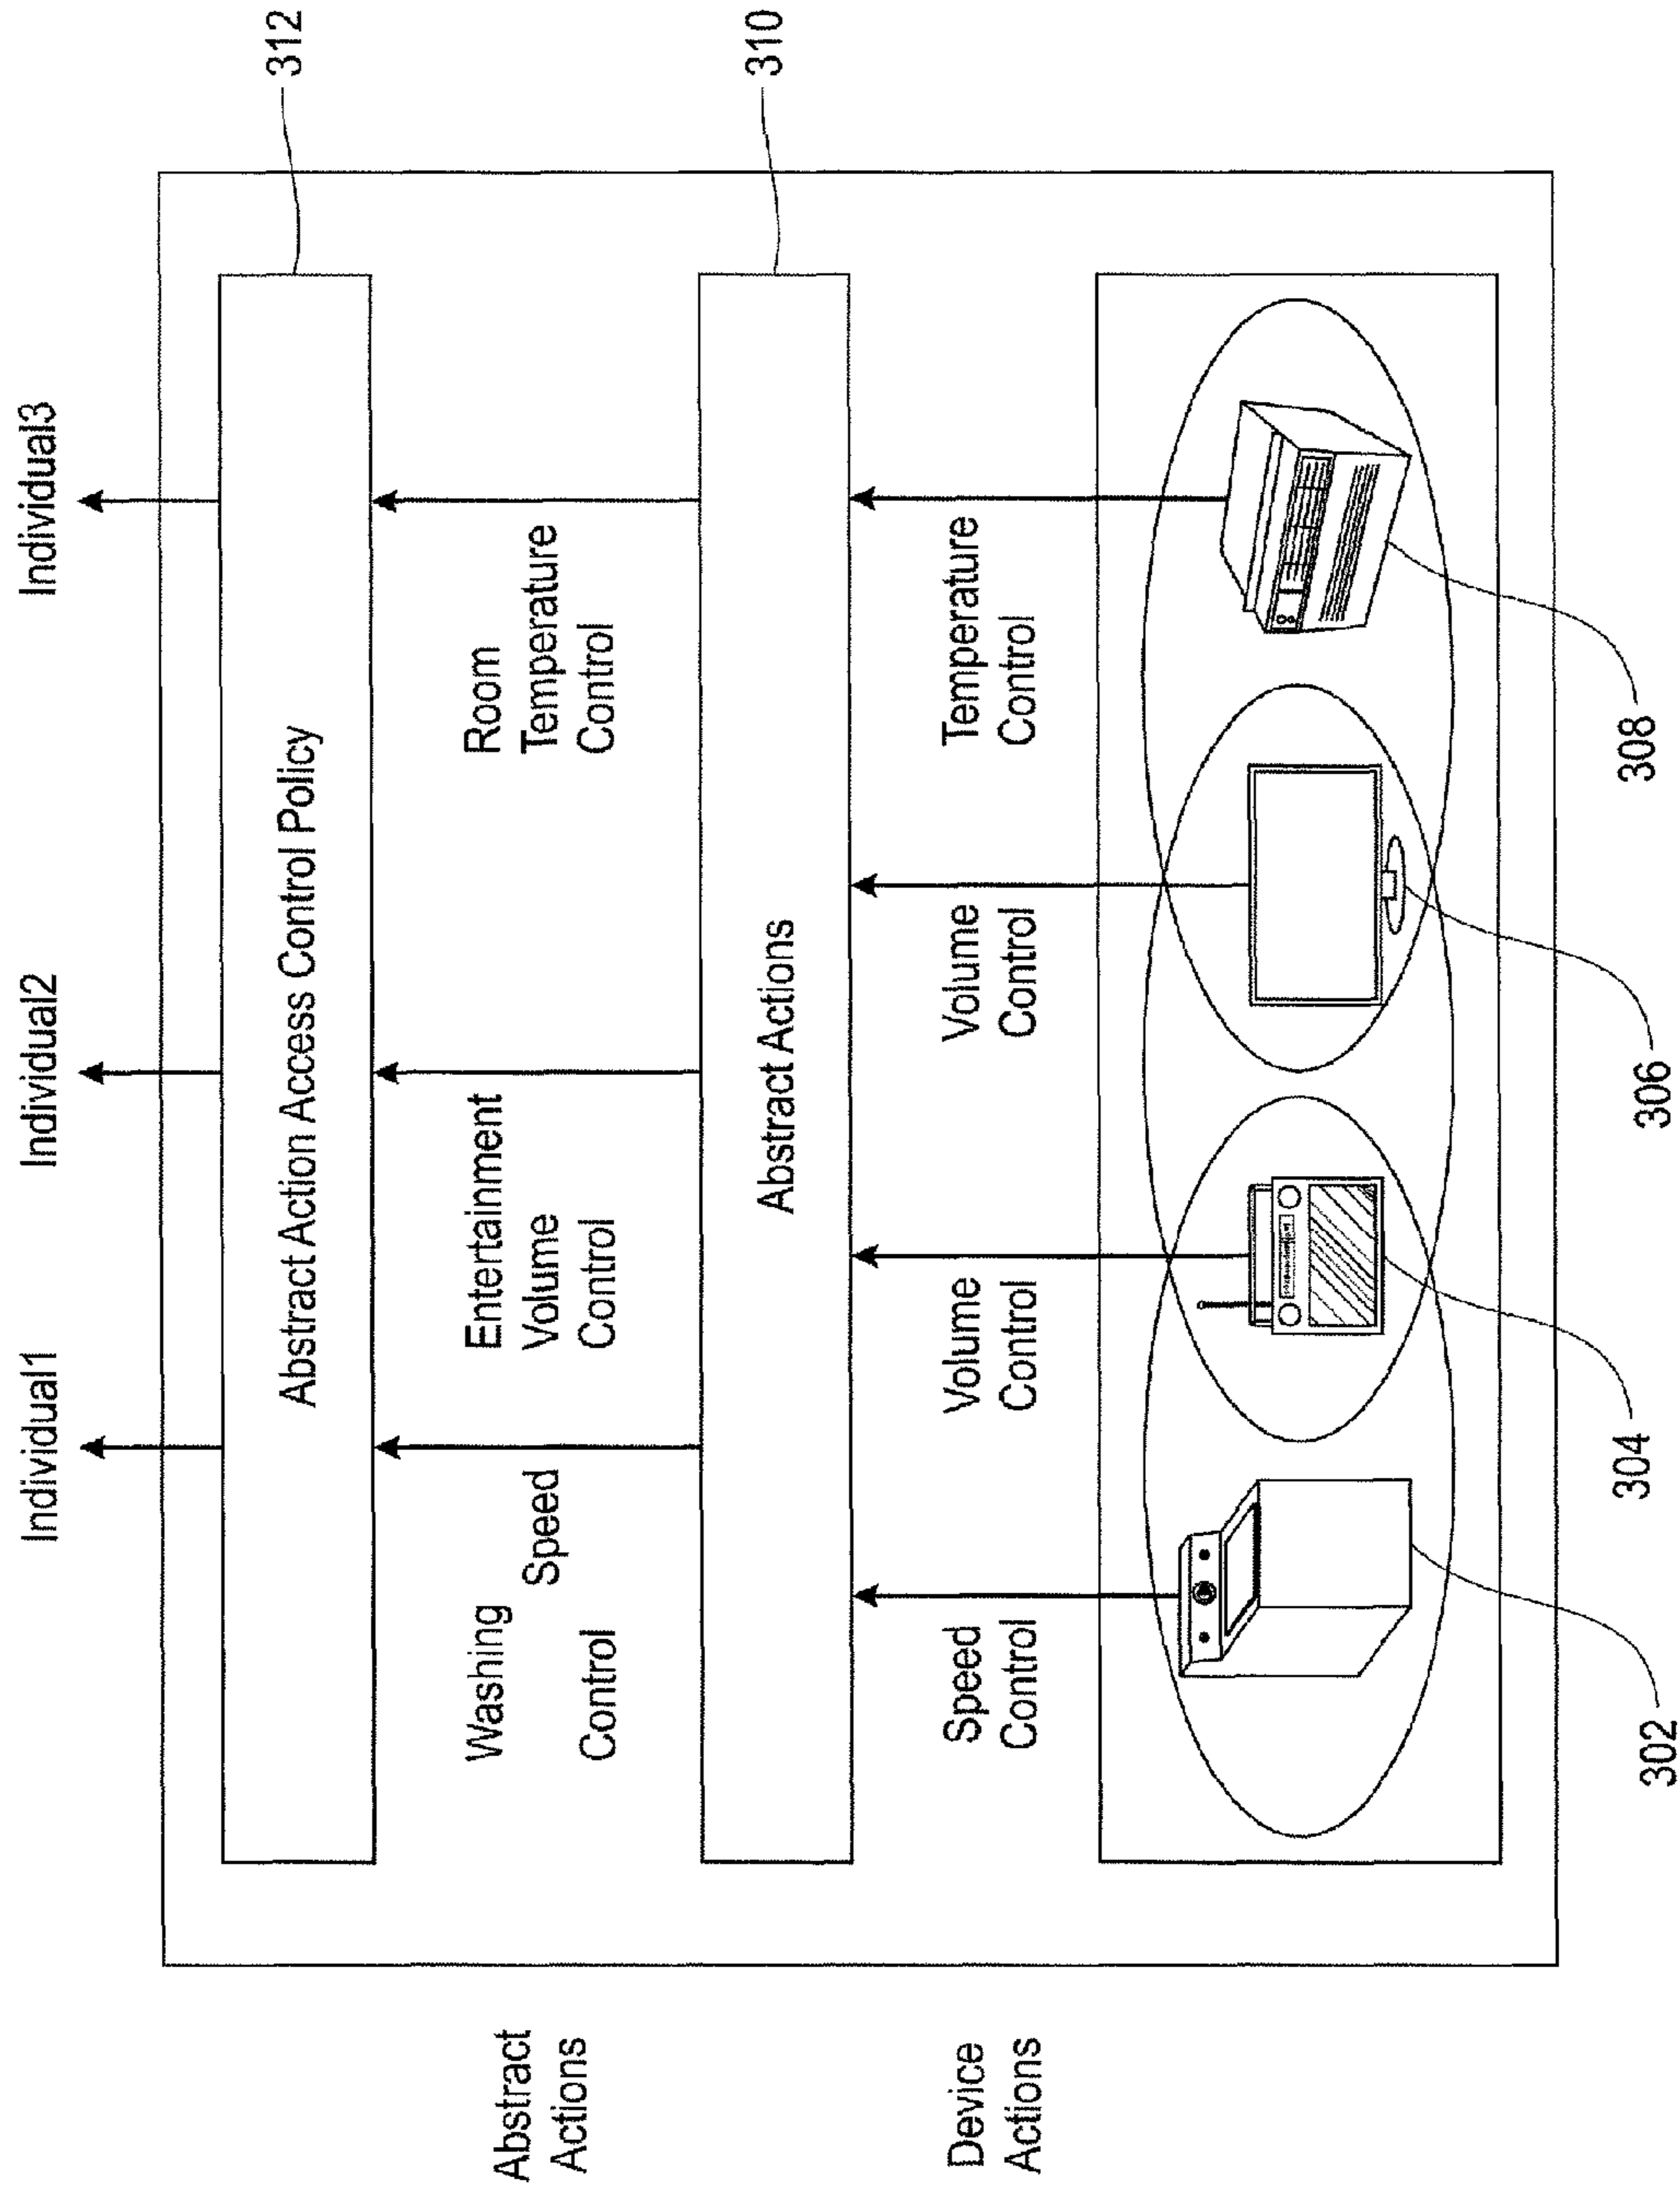 Individual1
Individual2
Individual3
Abstract Action Access Control Policy
312
Abstract
Actions
Washing
Speed
Control
Entertainment
Volume
Control
Room
Temperature
Control
Abstract Actions
310
Device
Actions
Speed
Control
Volume
Control
Volume
Control
Temperature
Control
302
304
306
308